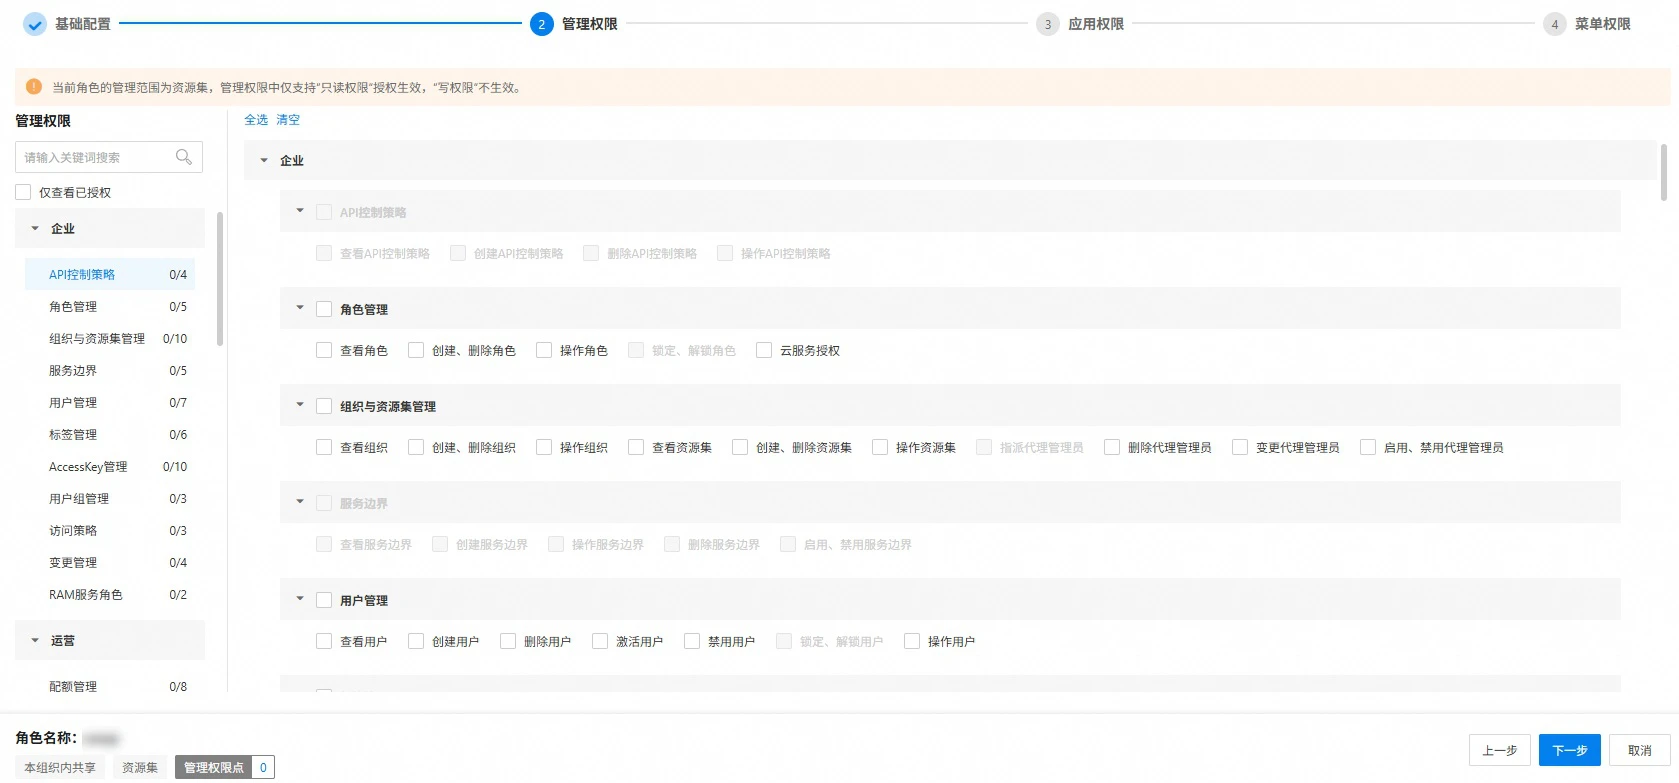 基础配置
2 管理权限
3 应用权限
4 菜单权限
当前角色的管理范围为资源集，管理权限中仅支持"只读权限"授权生效，"写权限"不生效。
管理权限
请输入关键词搜索
仅查看已授权
企业
API控制策略 0/4
角色管理 0/5
组织与资源集管理 0/10
服务边界 0/5
用户管理 0/7
标签管理 0/6
AccessKey管理 0/10
用户组管理 0/3
访问策略 0/3
变更管理 0/4
RAM服务角色 0/2
运营
配额管理 0/8
全选 清空
企业
API控制策略
查看API控制策略 创建API控制策略 删除API控制策略 操作API控制策略
角色管理
查看角色 创建、删除角色 操作角色 锁定、解锁角色 云服务授权
组织与资源集管理
查看组织 创建、删除组织 操作组织 查看资源集 创建、删除资源集 操作资源集 指派代理管理员 删除代理管理员 变更代理管理员 启用、禁用代理管理员
服务边界
查看服务边界 创建服务边界 操作服务边界 删除服务边界 启用、禁用服务边界
用户管理
查看用户 创建用户 删除用户 激活用户 禁用用户 锁定、解锁用户 操作用户
角色名称：
本组织内共享 资源集 管理权限点 0
上一步 下一步 取消